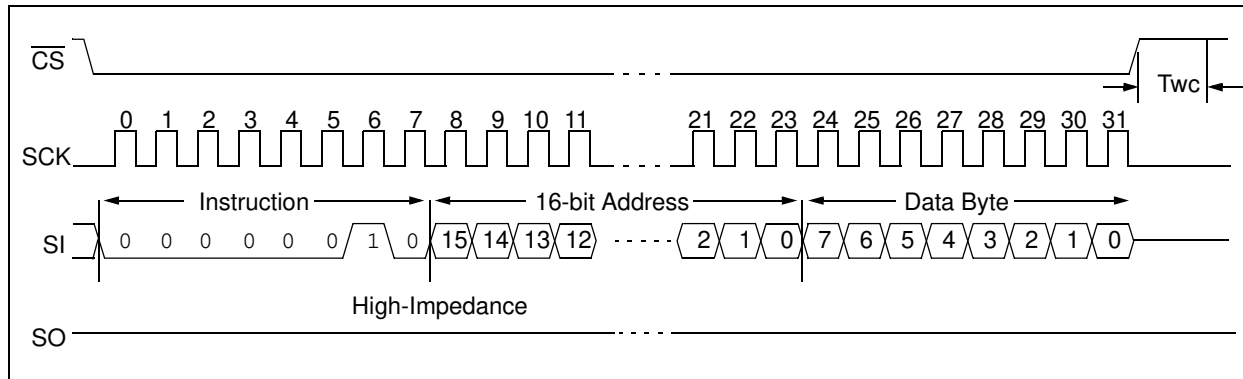 CS
Twc
0 1 2 3 4 5 6 7 8 9 10 11 21 22 23 24 25 26 27 28 29 30 31
SCK
Instruction 16-bit Address Data Byte
SI 0 0 0 0 0 0 1 0 15 14 13 12 2 1 0 7 6 5 4 3 2 1 0
High-Impedance
SO